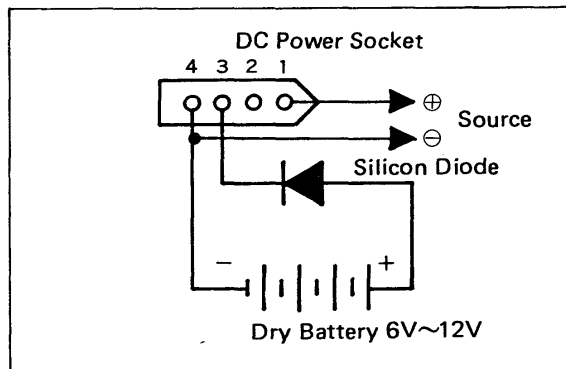 DC Power Socket
4 3 2 1
⊕
Source
⊖
Silicon Diode
− +
Dry Battery 6V～12V